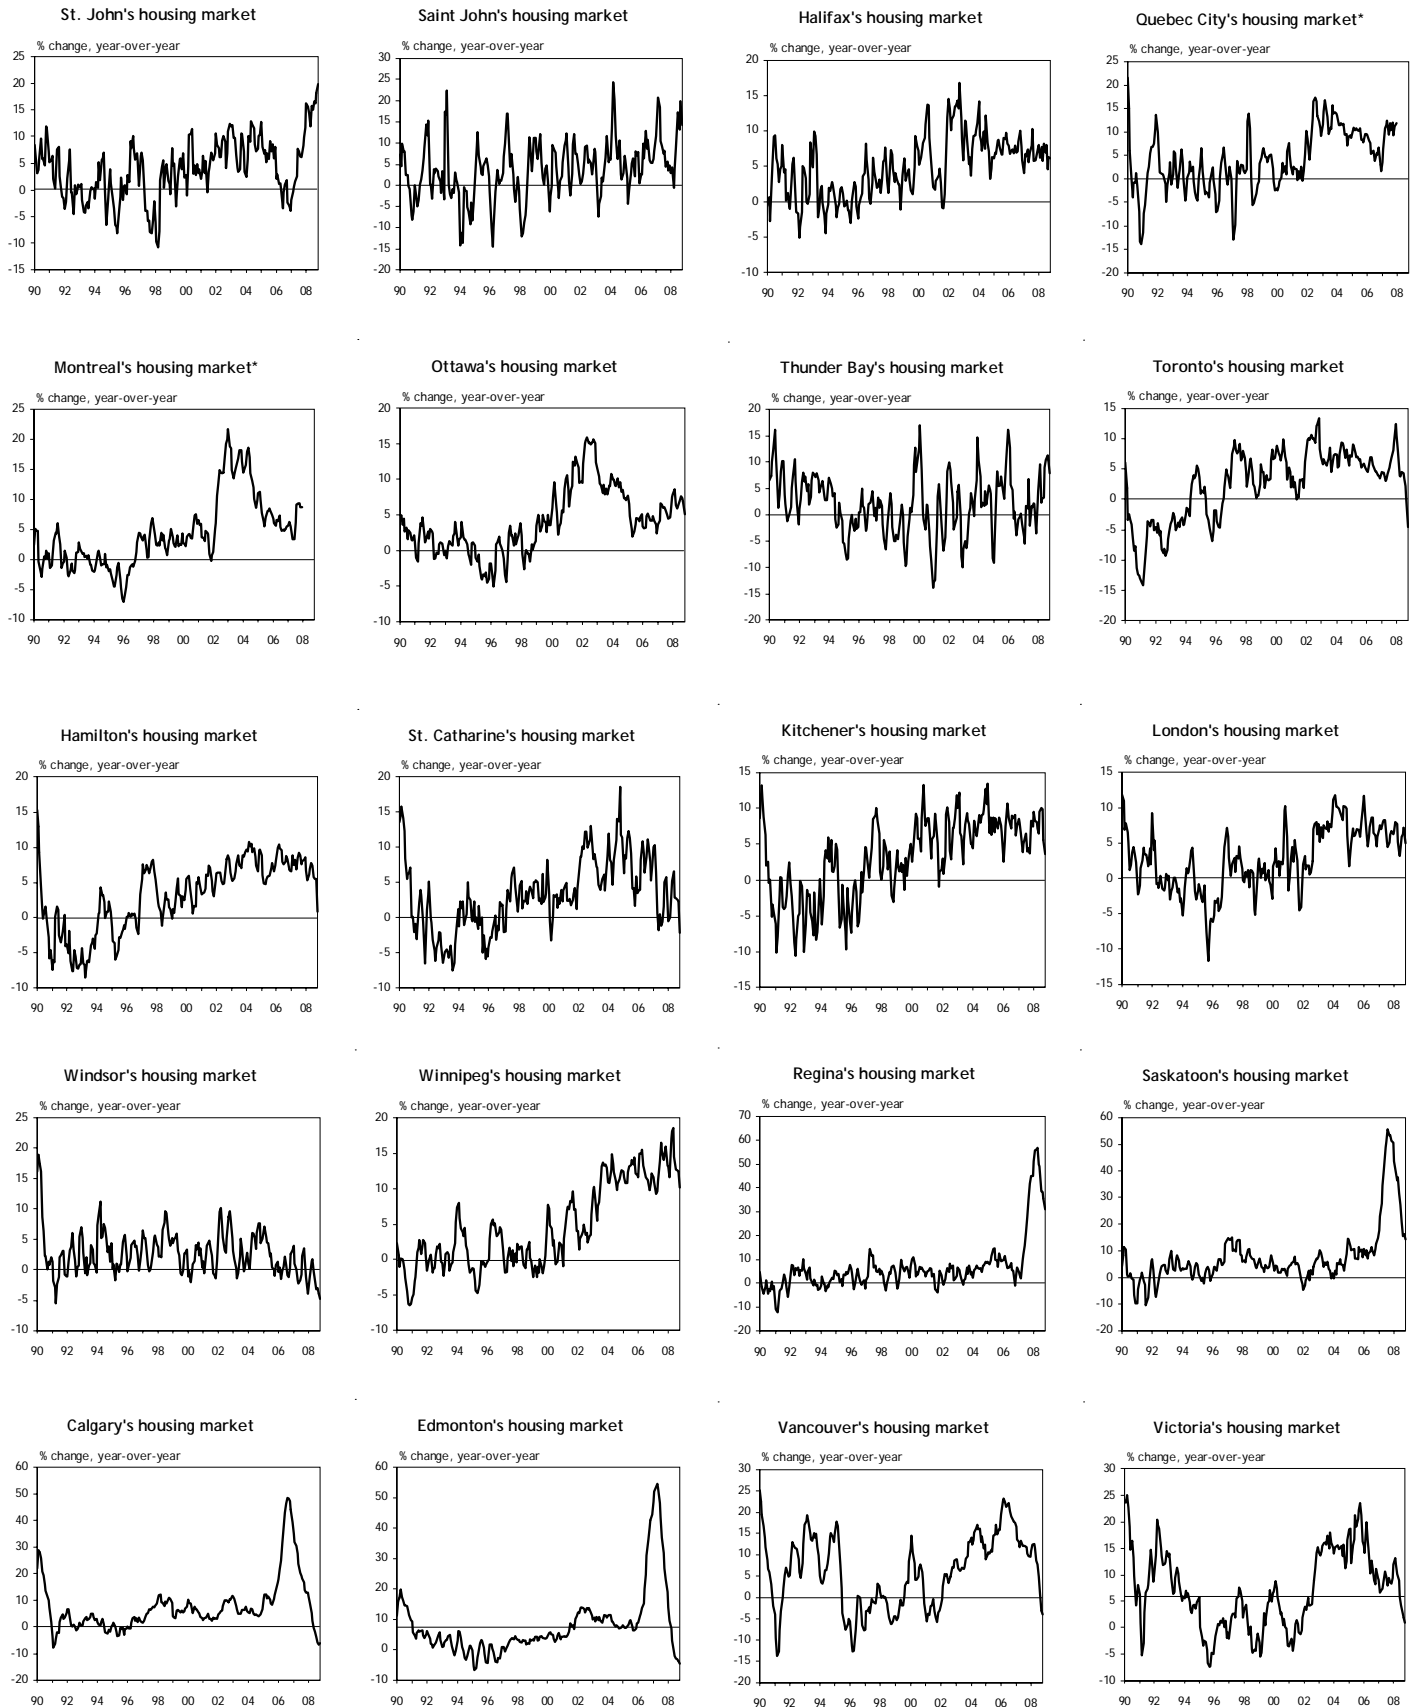 St. John's housing market
Saint John's housing market
Halifax's housing market
Quebec City's housing market*
% change, year-over-year
% change, year-over-year
% change, year-over-year
% change, year-over-year
25
20
15
10
5
0
-5
-10
-15
30
25
20
15
10
5
0
-5
-10
-15
-20
20
15
10
5
0
-5
-10
25
20
15
10
5
0
-5
-10
-15
-20
90 92 94 96 98 00 02 04 06 08
90 92 94 96 98 00 02 04 06 08
90 92 94 96 98 00 02 04 06 08
90 92 94 96 98 00 02 04 06 08
Montreal's housing market*
Ottawa's housing market
Thunder Bay's housing market
Toronto's housing market
% change, year-over-year
% change, year-over-year
% change, year-over-year
% change, year-over-year
25
20
15
10
5
0
-5
-10
20
15
10
5
0
-5
-10
20
15
10
5
0
-5
-10
-15
-20
15
10
5
0
-5
-10
-15
-20
90 92 94 96 98 00 02 04 06 08
90 92 94 96 98 00 02 04 06 08
90 92 94 96 98 00 02 04 06 08
90 92 94 96 98 00 02 04 06 08
Hamilton's housing market
St. Catharine's housing market
Kitchener's housing market
London's housing market
% change, year-over-year
% change, year-over-year
% change, year-over-year
% change, year-over-year
20
15
10
5
0
-5
-10
20
15
10
5
0
-5
-10
15
10
5
0
-5
-10
-15
15
10
5
0
-5
-10
-15
90 92 94 96 98 00 02 04 06 08
90 92 94 96 98 00 02 04 06 08
90 92 94 96 98 00 02 04 06 08
90 92 94 96 98 00 02 04 06 08
Windsor's housing market
Winnipeg's housing market
Regina's housing market
Saskatoon's housing market
% change, year-over-year
% change, year-over-year
% change, year-over-year
% change, year-over-year
25
20
15
10
5
0
-5
-10
20
15
10
5
0
-5
-10
70
60
50
40
30
20
10
0
-10
-20
60
50
40
30
20
10
0
-10
-20
90 92 94 96 98 00 02 04 06 08
90 92 94 96 98 00 02 04 06 08
90 92 94 96 98 00 02 04 06 08
90 92 94 96 98 00 02 04 06 08
Calgary's housing market
Edmonton's housing market
Vancouver's housing market
Victoria's housing market
% change, year-over-year
% change, year-over-year
% change, year-over-year
% change, year-over-year
60
50
40
30
20
10
0
-10
-20
60
50
40
30
20
10
0
-10
30
25
20
15
10
5
0
-5
-10
-15
-20
30
25
20
15
10
5
0
-5
-10
90 92 94 96 98 00 02 04 06 08
90 92 94 96 98 00 02 04 06 08
90 92 94 96 98 00 02 04 06 08
90 92 94 96 98 00 02 04 06 08